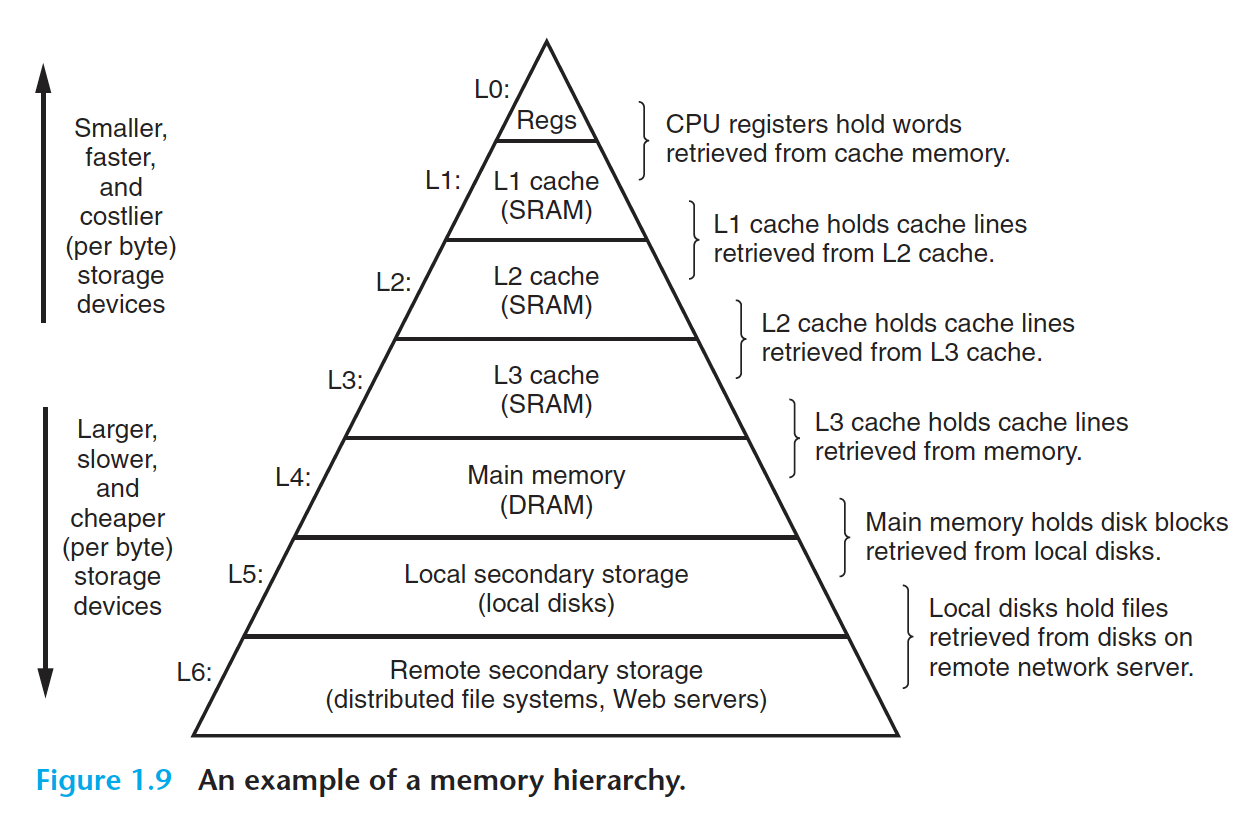 Smaller,
faster,
and
costlier
(per byte)
storage
devices
Larger,
slower,
and
cheaper
(per byte)
storage
devices
L0:
Regs
L1:
L1 cache
(SRAM)
L2:
L2 cache
(SRAM)
L3:
L3 cache
(SRAM)
L4:
Main memory
(DRAM)
L5:
Local secondary storage
(local disks)
L6:
Remote secondary storage
(distributed file systems, Web servers)
CPU registers hold words
retrieved from cache memory.
L1 cache holds cache lines
retrieved from L2 cache.
L2 cache holds cache lines
retrieved from L3 cache.
L3 cache holds cache lines
retrieved from memory.
Main memory holds disk blocks
retrieved from local disks.
Local disks hold files
retrieved from disks on
remote network server.
Figure 1.9 An example of a memory hierarchy.